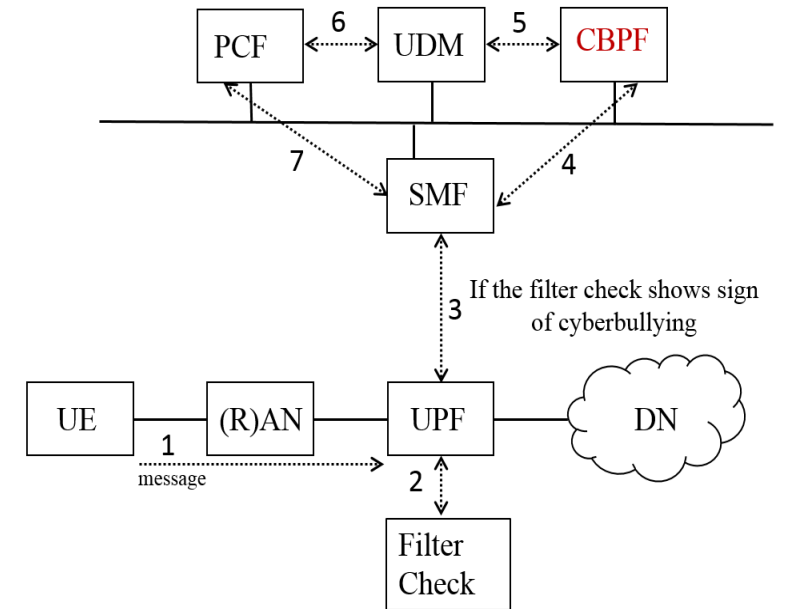 6
5
PCF
UDM
CBPF
7
4
SMF
3
If the filter check shows sign
of cyberbullying
UE
(R)AN
UPF
DN
1
message
2
Filter
Check